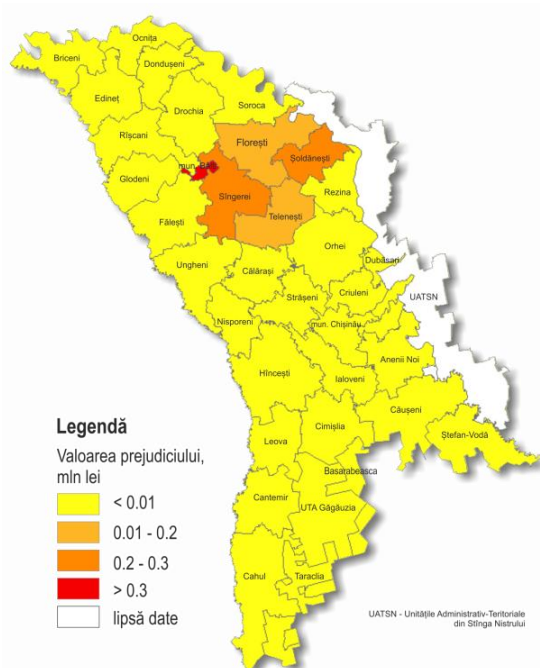 Ocnița
Briceni
Dondușeni
Edineț
Drochia
Soroca
Rîșcani
Florești
Șoldănești
mun. Bălți
Glodeni
Sîngerei
Rezina
Telenești
Fălești
Orhei
Dubăsari
Ungheni
Călărași
UATSN
Criuleni
Strășeni
Nisporeni
mun. Chișinău
Anenii Noi
Hîncești
Ialoveni
Căușeni
Cimișlia
Ștefan-Vodă
Leova
Basarabeasca
Cantemir
UTA Găgăuzia
Cahul
Taraclia
Legendă
Valoarea prejudiciului,
mln lei
< 0.01
0.01 - 0.2
0.2 - 0.3
> 0.3
lipsă date
UATSN - Unitățile Administrativ-Teritoriale
din Stînga Nistrului